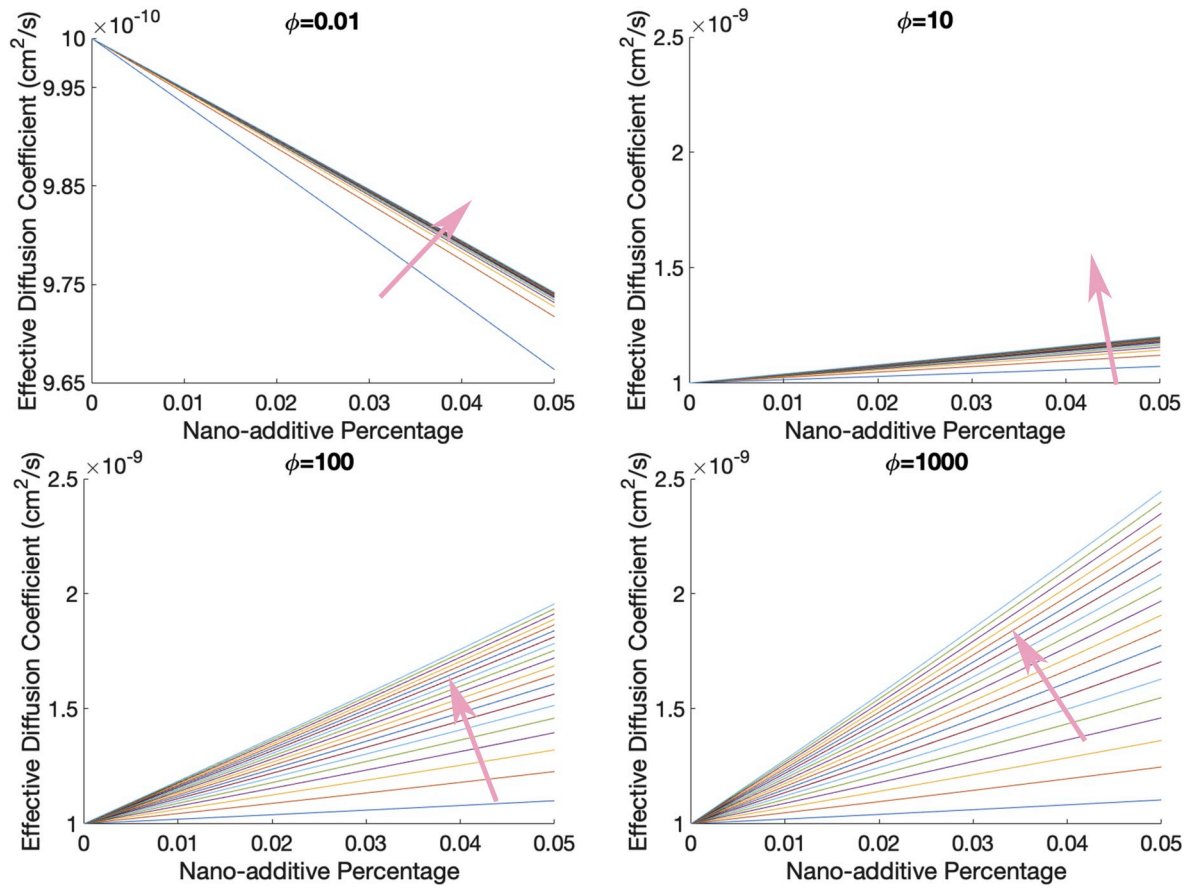 ×10⁻¹⁰
ϕ=0.01
10
9.95
9.85
9.75
9.65
0 0.01 0.02 0.03 0.04 0.05
Nano-additive Percentage
Effective Diffusion Coefficient (cm²/s)
×10⁻⁹
ϕ=10
2.5
2
1.5
1
0 0.01 0.02 0.03 0.04 0.05
Nano-additive Percentage
Effective Diffusion Coefficient (cm²/s)
×10⁻⁹
ϕ=100
2.5
2
1.5
1
0 0.01 0.02 0.03 0.04 0.05
Nano-additive Percentage
Effective Diffusion Coefficient (cm²/s)
×10⁻⁹
ϕ=1000
2.5
2
1.5
1
0 0.01 0.02 0.03 0.04 0.05
Nano-additive Percentage
Effective Diffusion Coefficient (cm²/s)